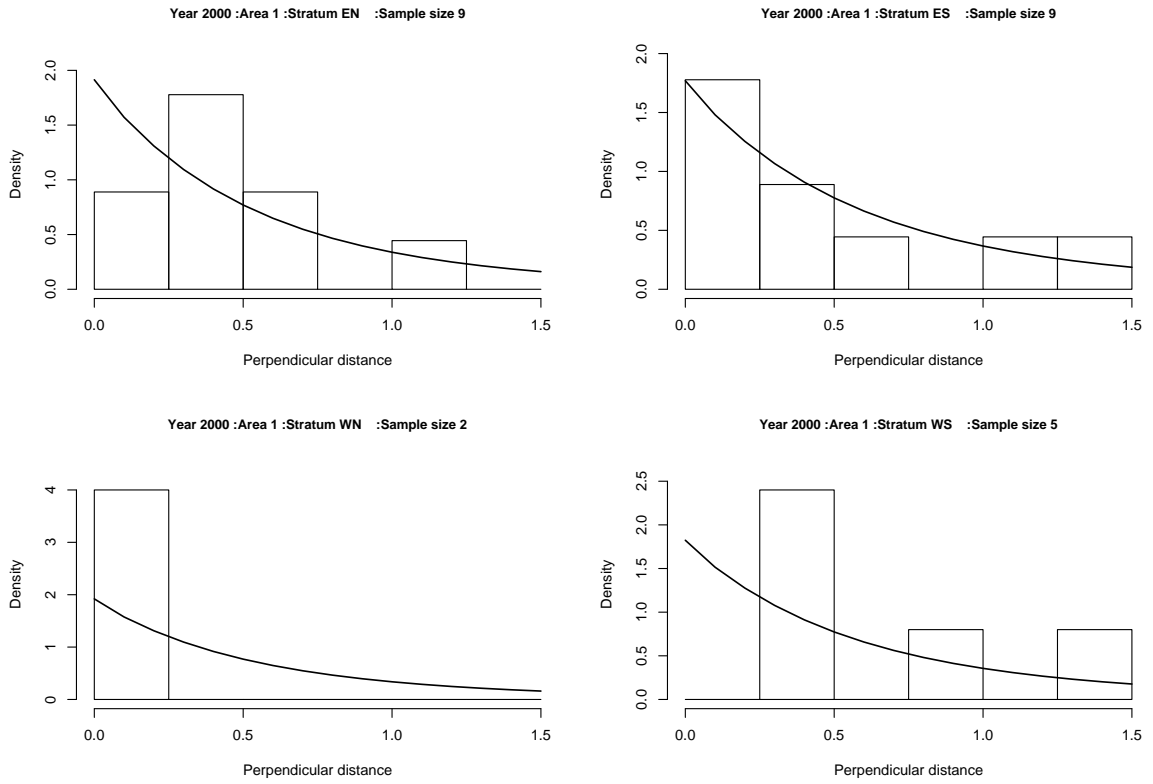 Year 2000 :Area 1 :Stratum EN :Sample size 9
Density
2.0
1.5
1.0
0.5
0.0
0.0 0.5 1.0 1.5
Perpendicular distance
Year 2000 :Area 1 :Stratum ES :Sample size 9
Density
2.0
1.5
1.0
0.5
0.0
0.0 0.5 1.0 1.5
Perpendicular distance
Year 2000 :Area 1 :Stratum WN :Sample size 2
Density
4
3
2
1
0
0.0 0.5 1.0 1.5
Perpendicular distance
Year 2000 :Area 1 :Stratum WS :Sample size 5
Density
2.5
2.0
1.5
1.0
0.5
0.0
0.0 0.5 1.0 1.5
Perpendicular distance